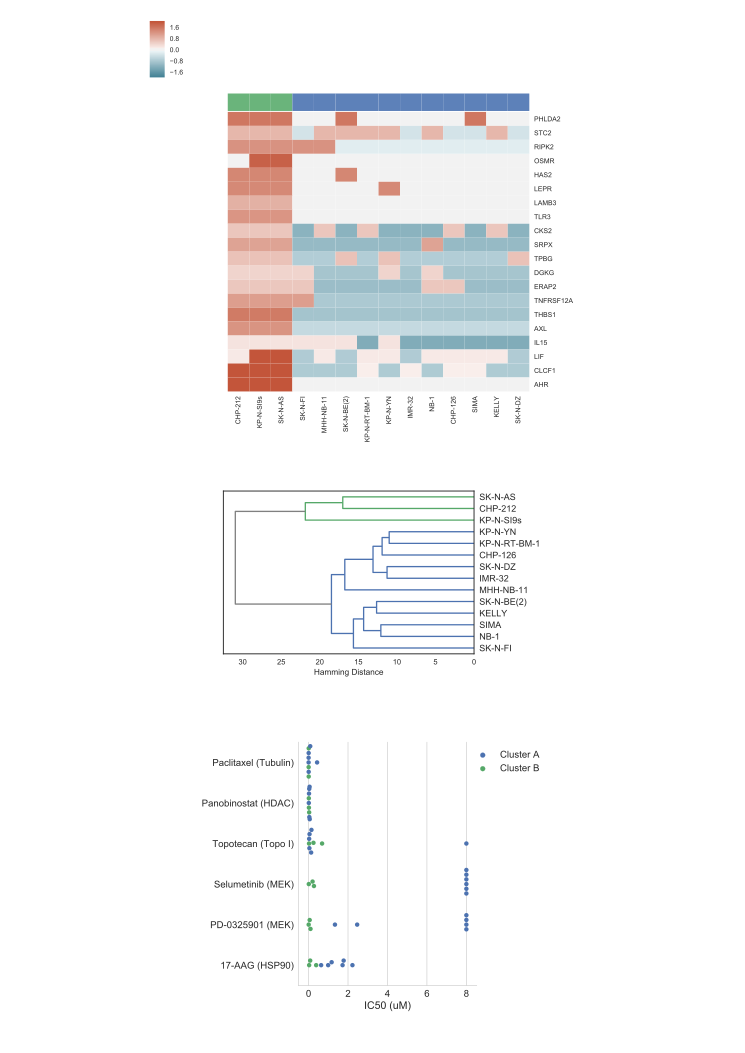 1.6
0.8
0.0
−0.8
−1.6
PHLDA2
STC2
RIPK2
OSMR
HAS2
LEPR
LAMB3
TLR3
CKS2
SRPX
TPBG
DGKG
ERAP2
TNFRSF12A
THBS1
AXL
IL15
LIF
CLCF1
AHR
CHP-212
KP-N-SI9s
SK-N-AS
SK-N-FI
MHH-NB-11
SK-N-BE(2)
KP-N-RT-BM-1
KP-N-YN
IMR-32
NB-1
CHP-126
SIMA
KELLY
SK-N-DZ
SK-N-AS
CHP-212
KP-N-SI9s
KP-N-YN
KP-N-RT-BM-1
CHP-126
SK-N-DZ
IMR-32
MHH-NB-11
SK-N-BE(2)
KELLY
SIMA
NB-1
SK-N-FI
30 25 20 15 10 5 0
Hamming Distance
Cluster A
Cluster B
Paclitaxel (Tubulin)
Panobinostat (HDAC)
Topotecan (Topo I)
Selumetinib (MEK)
PD-0325901 (MEK)
17-AAG (HSP90)
0 2 4 6 8
IC50 (uM)